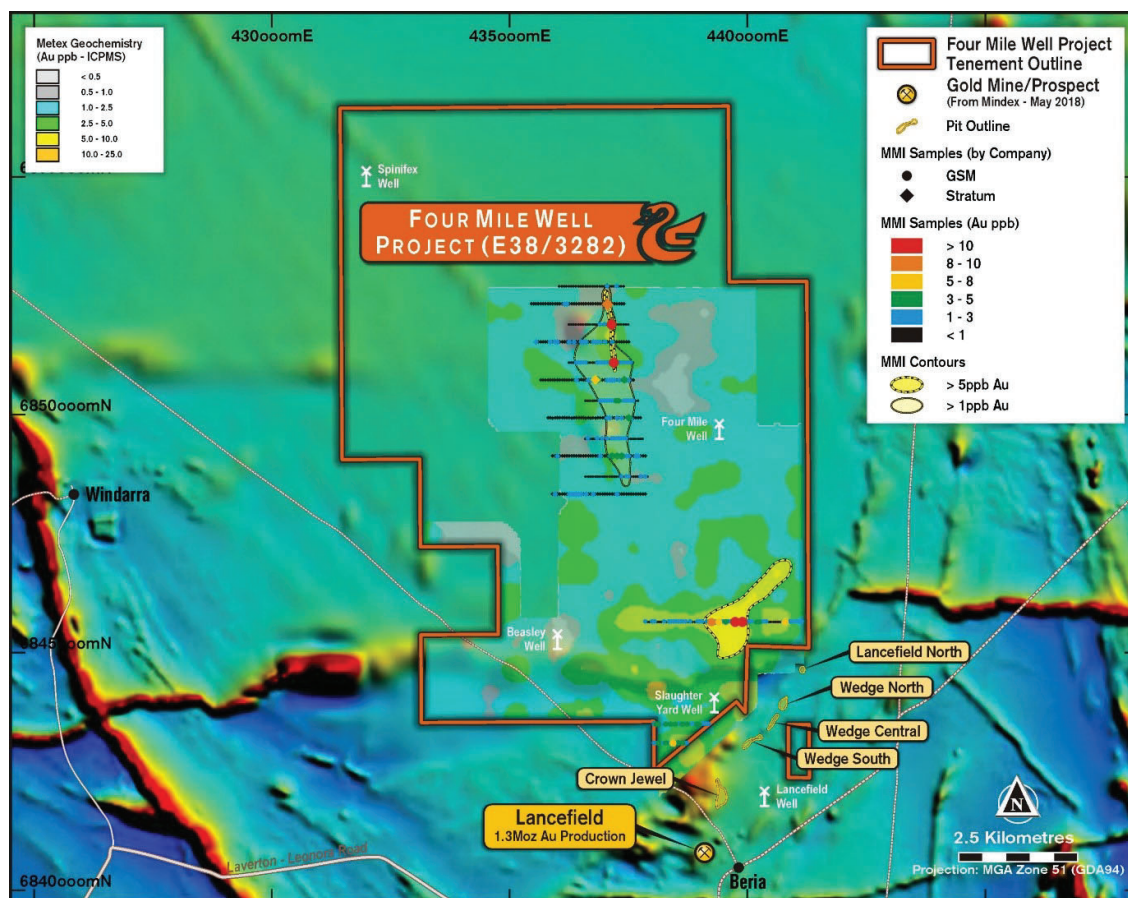 Metex Geochemistry
(Au ppb - ICPMS)
< 0.5
0.5 - 1.0
1.0 - 2.5
2.5 - 5.0
5.0 - 10.0
10.0 - 25.0
430000mE
435000mE
440000mE
Four Mile Well Project
Tenement Outline
Gold Mine/Prospect
(From Mindex - May 2018)
Pit Outline
MMI Samples (by Company)
GSM
Stratum
MMI Samples (Au ppb)
> 10
8 - 10
5 - 8
3 - 5
1 - 3
< 1
MMI Contours
> 5ppb Au
> 1ppb Au
Spinifex
Well
FOUR MILE WELL
PROJECT (E38/3282)
6850000mN
Four Mile
Well
Windarra
Beasley
Well
6845000mN
Lancefield North
Slaughter
Yard Well
Wedge North
Wedge Central
Wedge South
Crown Jewel
Lancefield
Well
Lancefield
1.3Moz Au Production
N
2.5 Kilometres
Projection: MGA Zone 51 (GDA94)
Laverton - Leonora Road
Beria
6840000mN